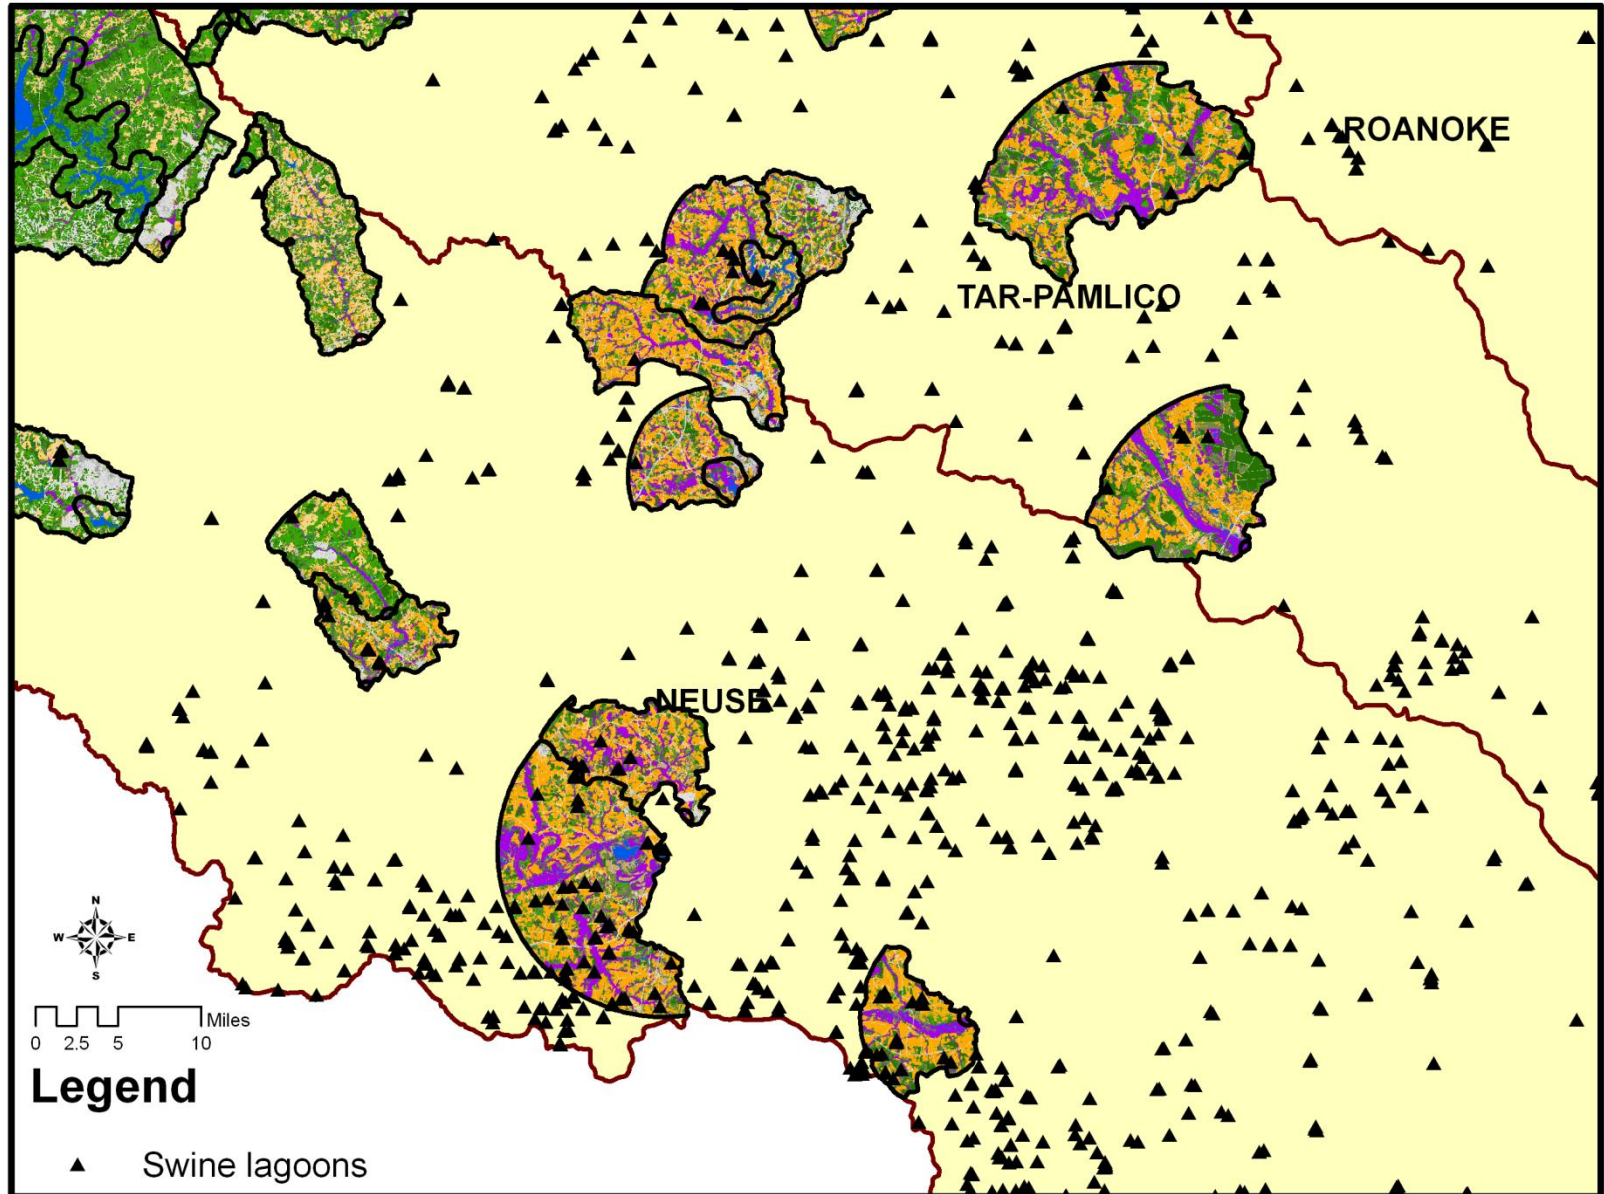 ROANOKE
TAR-PAMLICO
NEUSE
N
W E
S
Miles
0 2.5 5 10
Legend
Swine lagoons